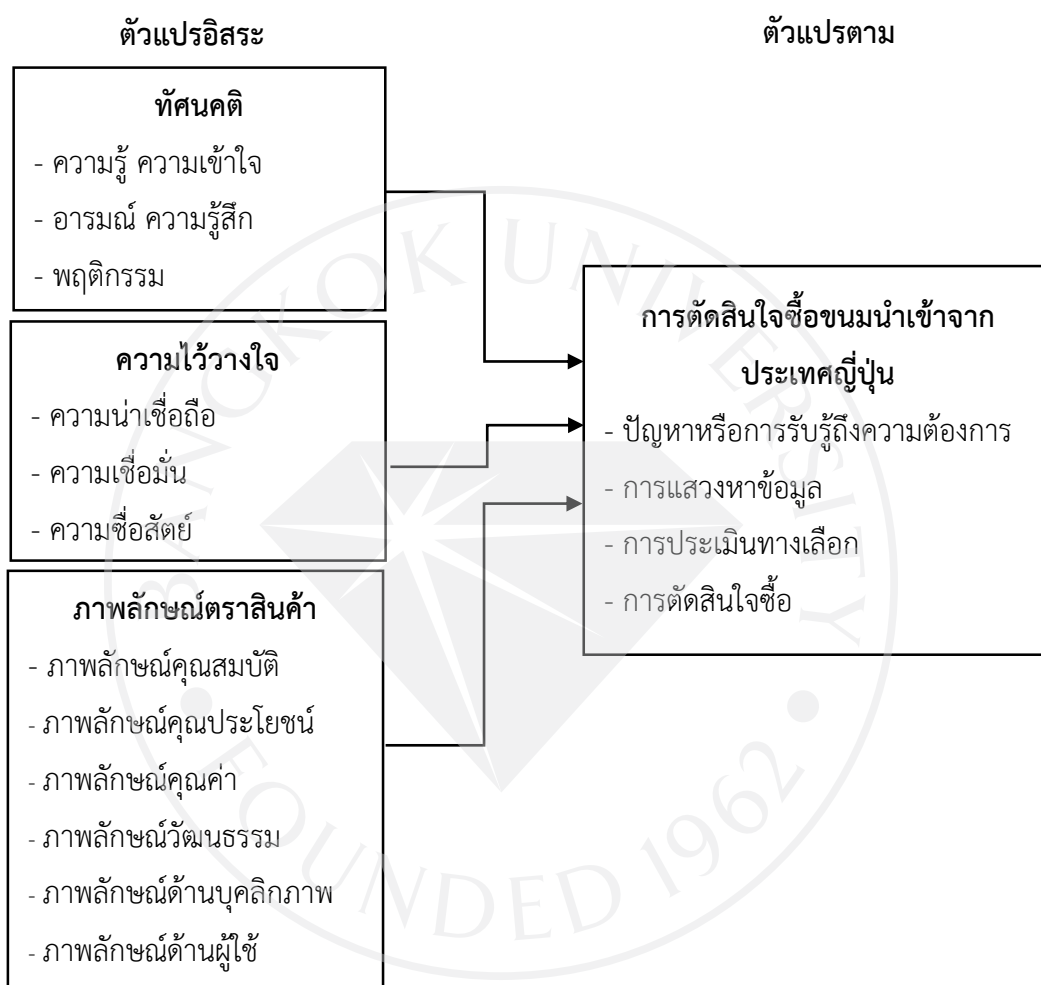 ตัวแปรอิสระ
ตัวแปรตาม
ทัศนคติ
- ความรู้ ความเข้าใจ
- อารมณ์ ความรู้สึก
- พฤติกรรม
ความไว้วางใจ
- ความน่าเชื่อถือ
- ความเชื่อมั่น
- ความซื่อสัตย์
ภาพลักษณ์ตราสินค้า
- ภาพลักษณ์คุณสมบัติ
- ภาพลักษณ์คุณประโยชน์
- ภาพลักษณ์คุณค่า
- ภาพลักษณ์วัฒนธรรม
- ภาพลักษณ์ด้านบุคลิกภาพ
- ภาพลักษณ์ด้านผู้ใช้
การตัดสินใจซื้อขนมนำเข้าจาก
ประเทศญี่ปุ่น
- ปัญหาหรือการรับรู้ถึงความต้องการ
- การแสวงหาข้อมูล
- การประเมินทางเลือก
- การตัดสินใจซื้อ
BANGKOK UNIVERSITY
FOUNDED 1962